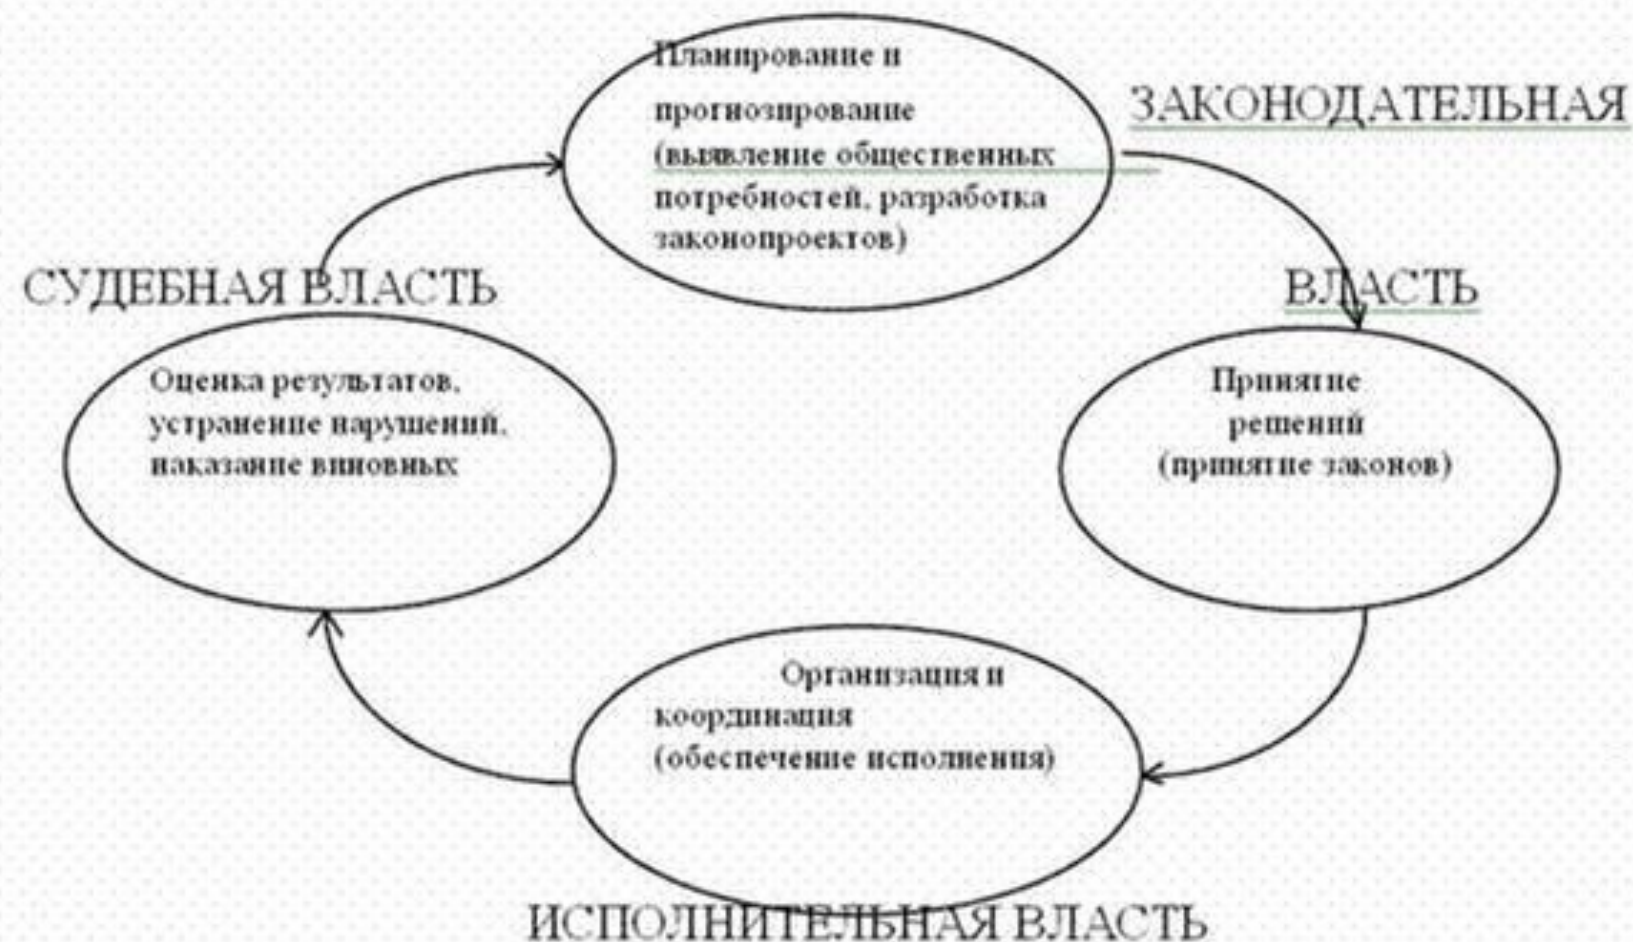 Планирование и
прогнозирование
(выявление общественных
потребностей, разработка
законопроектов)
ЗАКОНОДАТЕЛЬНАЯ
ВЛАСТЬ
СУДЕБНАЯ ВЛАСТЬ
Оценка результатов,
устранение нарушений,
наказание виновных
Принятие
решений
(принятие законов)
Организация и
координация
(обеспечение исполнения)
ИСПОЛНИТЕЛЬНАЯ ВЛАСТЬ